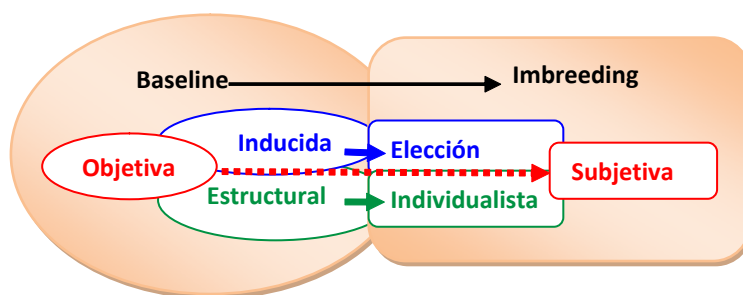 Baseline
Imbreeding
Inducida
Elección
Objetiva
Subjetiva
Estructural
Individualista